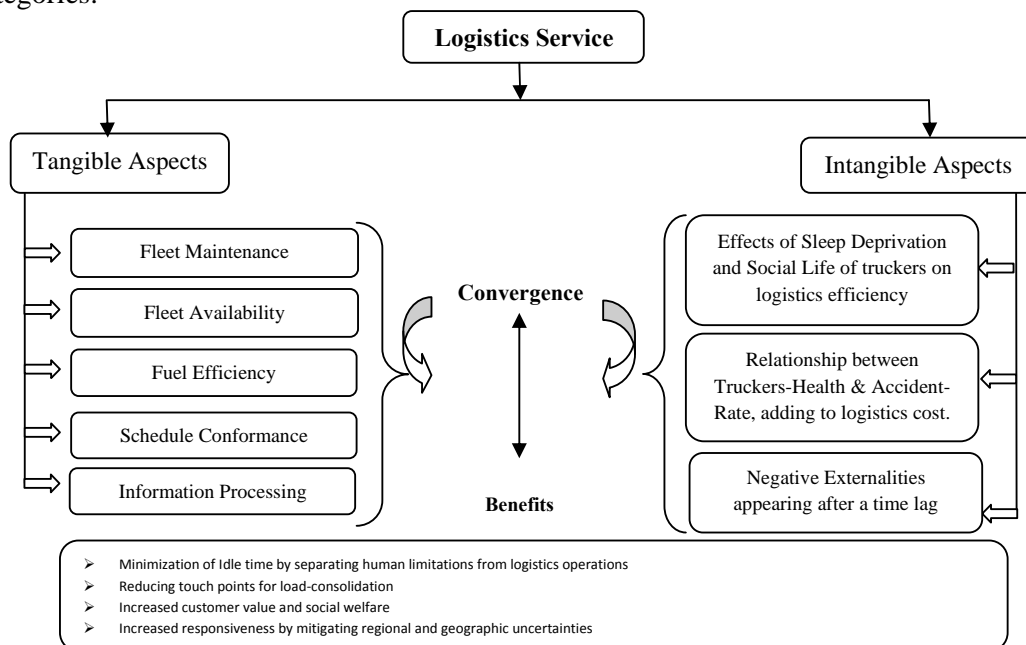 tegories:
Logistics Service
Tangible Aspects
Intangible Aspects
Fleet Maintenance
Fleet Availability
Fuel Efficiency
Schedule Conformance
Information Processing
Convergence
Benefits
Effects of Sleep Deprivation
and Social Life of truckers on
logistics efficiency
Relationship between
Truckers-Health & Accident-
Rate, adding to logistics cost.
Negative Externalities
appearing after a time lag
➢ Minimization of Idle time by separating human limitations from logistics operations
➢ Reducing touch points for load-consolidation
➢ Increased customer value and social welfare
➢ Increased responsiveness by mitigating regional and geographic uncertainties